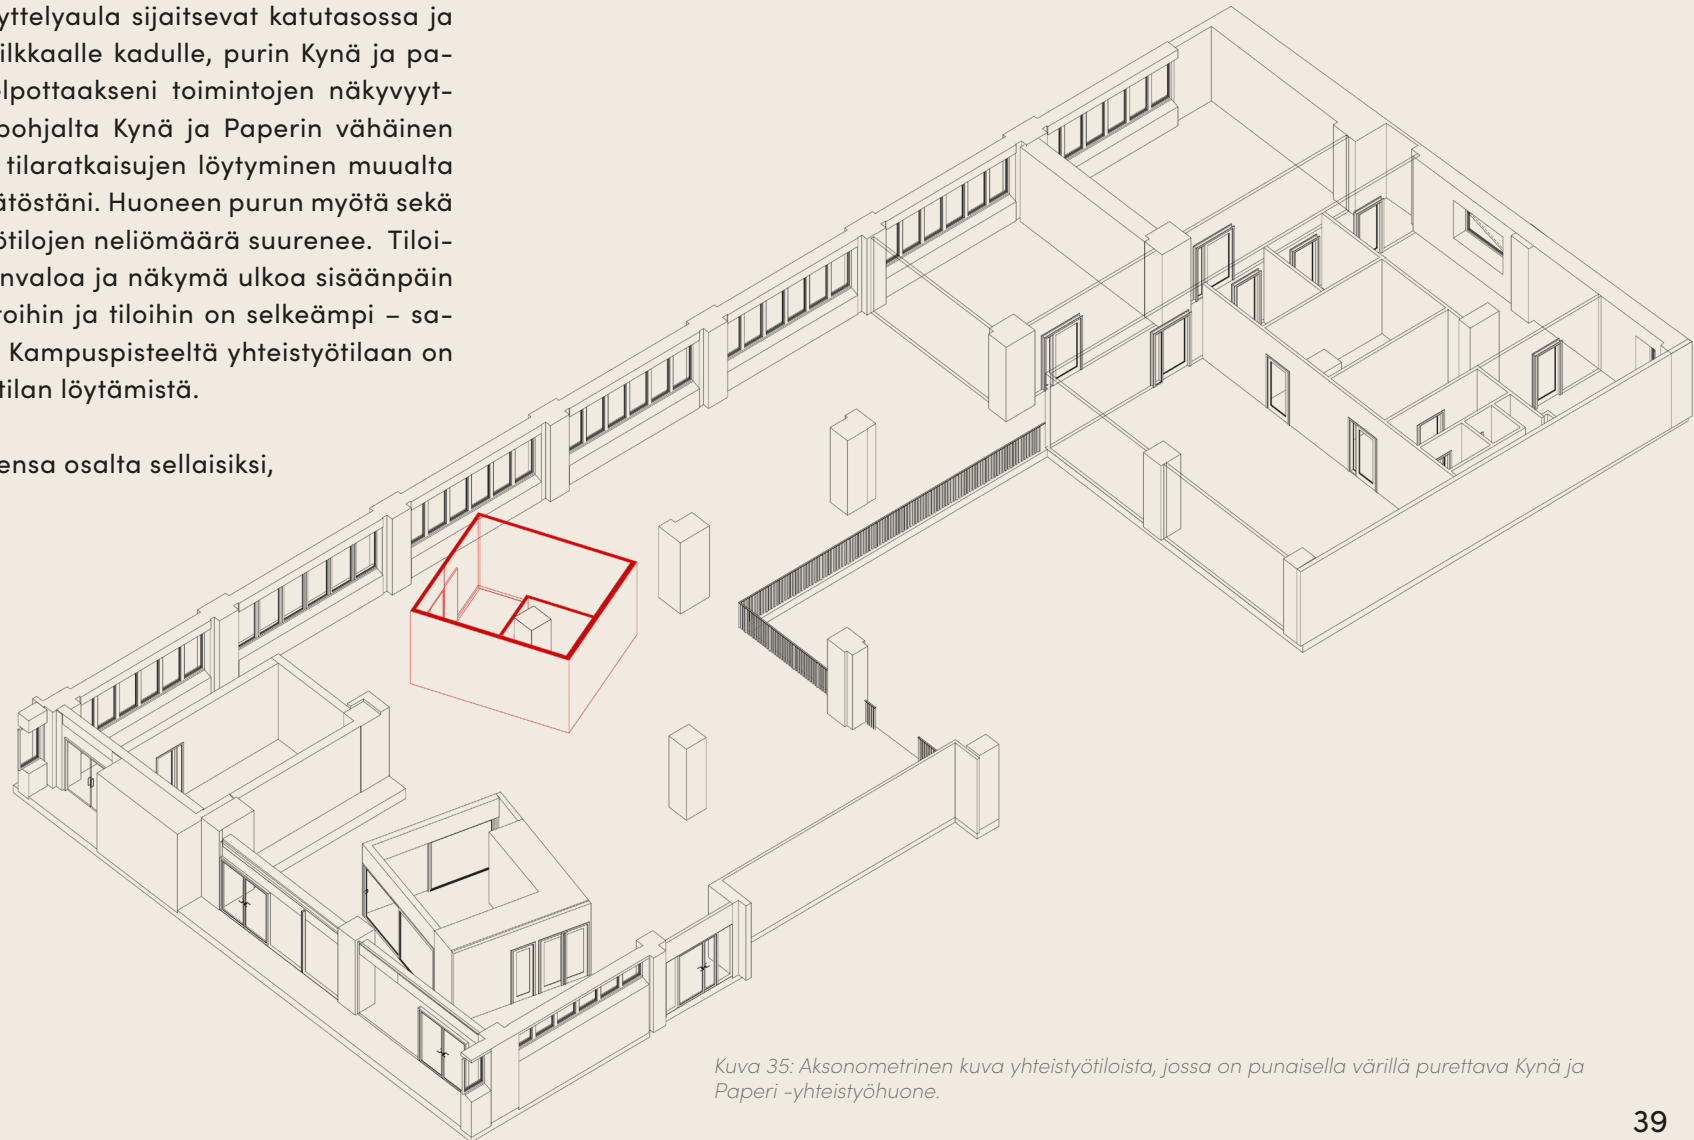 yttelyaula sijaitsevat katutasossa ja
ilkkaalle kadulle, purin Kynä ja pa-
elpottaakseni toimintojen näkyvyyt-
pohjalta Kynä ja Paperin vähäinen
tilaratkaisujen löytyminen muualta
ätöstäni. Huoneen purun myötä sekä
ötilojen neliömäärä suurenee. Tiloi-
nvaloa ja näkymä ulkoa sisäänpäin
roihin ja tiloihin on selkeämpi – sa-
Kampuspisteeltä yhteistyötilaan on
tilan löytämistä.
ensa osalta sellaisiksi,
Kuva 35: Aksonometrinen kuva yhteistyötiloista, jossa on punaisella värillä purettava Kynä ja
Paperi -yhteistyöhuone.
39